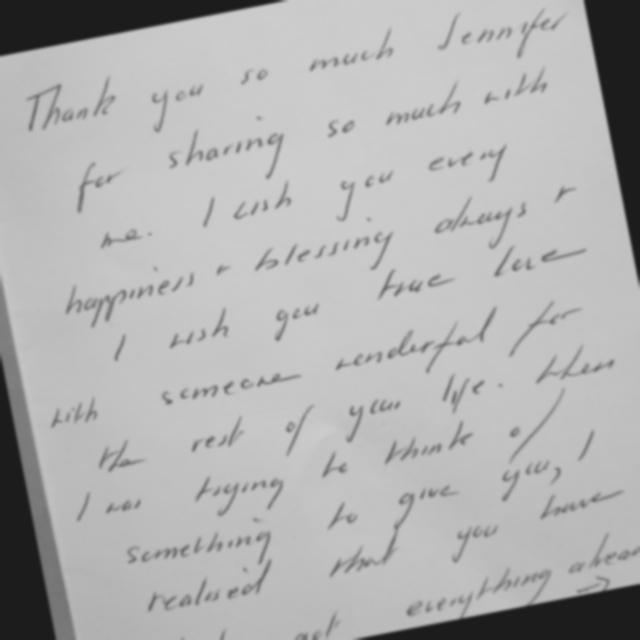 Thank you so much Jennifer
for sharing so much with
me. I wish you every
happiness + blessing always +
I wish you true love
with someone wonderful for
the rest of your life. When
I was trying to think of
something to give you, I
realised that you have
got everything already